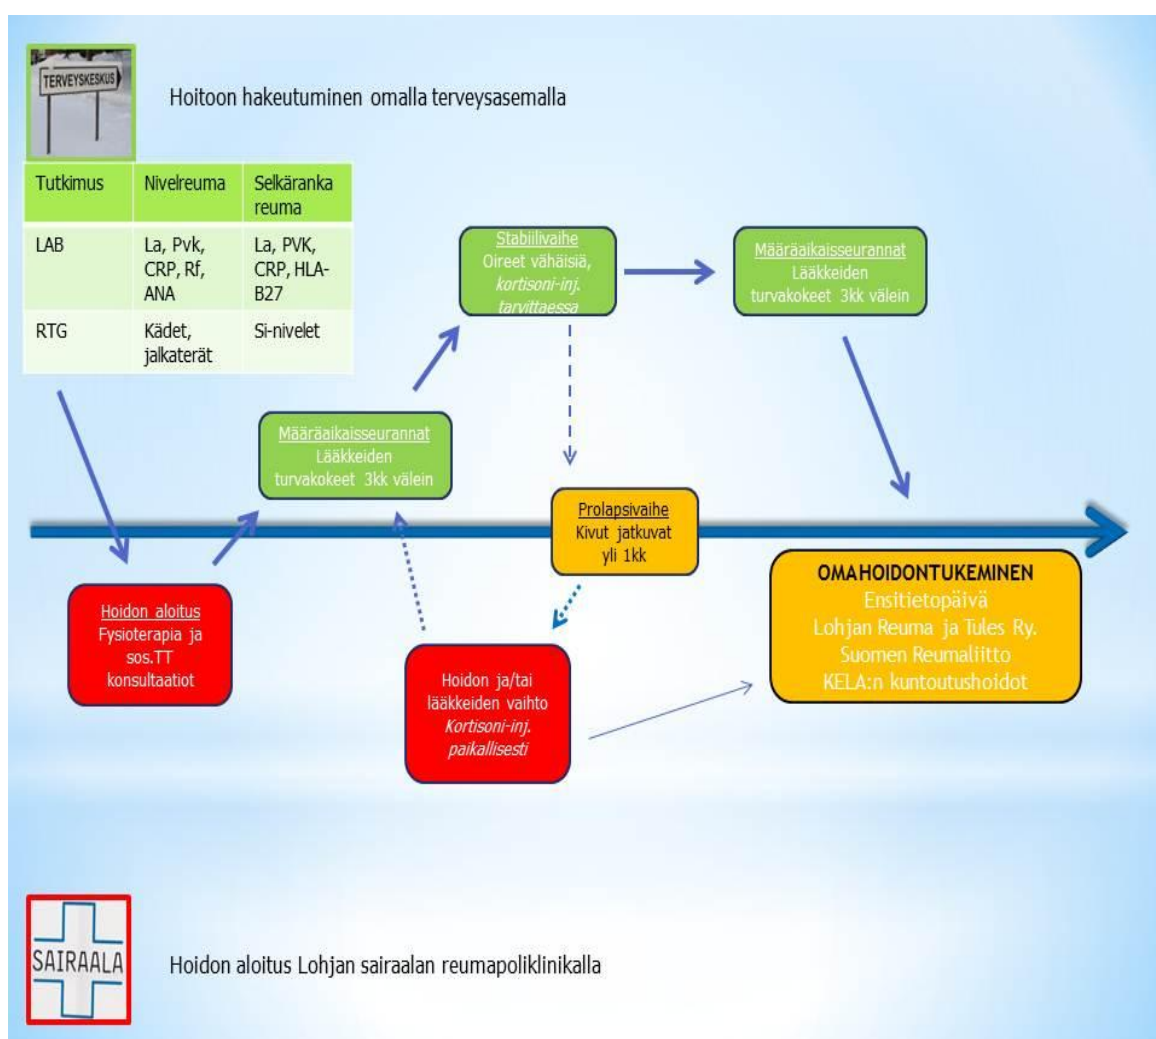 TERVEYSKESKUS
Hoitoon hakeutuminen omalla terveysasemalla
Tutkimus
Nivelreuma
Selkäranka
reuma
LAB
La, Pvk,
CRP, Rf,
ANA
La, PVK,
CRP, HLA-
B27
RTG
Kädet,
jalkaterät
Si-nivelet
Stabiilivaihe
Oireet vähäisiä,
kortisoni-inj.
tarvittaessa
Määräaikaisseurannat
Lääkkeiden
turvakokeet 3kk välein
Määräaikaisseurannat
Lääkkeiden
turvakokeet 3kk välein
Prolapsivaihe
Kivut jatkuvat
yli 1kk
Hoidon aloitus
Fysioterapia ja
sos.TT
konsultaatiot
Hoidon ja/tai
lääkkeiden vaihto
Kortisoni-inj.
paikallisesti
OMAHOIDONTUKEMINEN
Ensitietopäivä
Lohjan Reuma ja Tules Ry.
Suomen Reumaliitto
KELA:n kuntoutushoidot
SAIRAALA
Hoidon aloitus Lohjan sairaalan reumapoliklinikalla